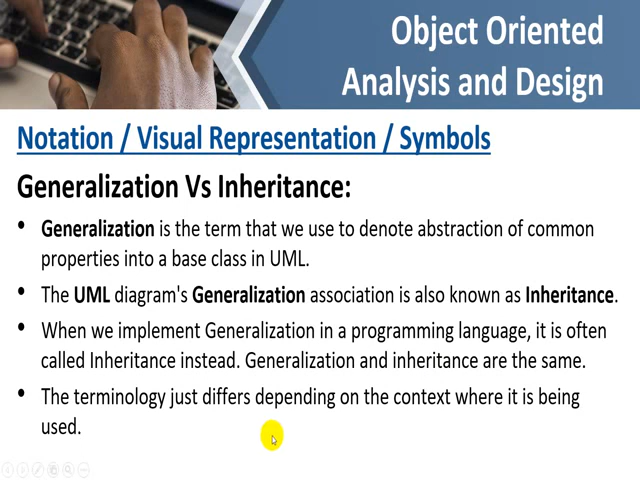 Object Oriented
Analysis and Design
Notation / Visual Representation / Symbols
Generalization Vs Inheritance:
• Generalization is the term that we use to denote abstraction of common
properties into a base class in UML.
• The UML diagram's Generalization association is also known as Inheritance.
• When we implement Generalization in a programming language, it is often
called Inheritance instead. Generalization and inheritance are the same.
• The terminology just differs depending on the context where it is being
used.